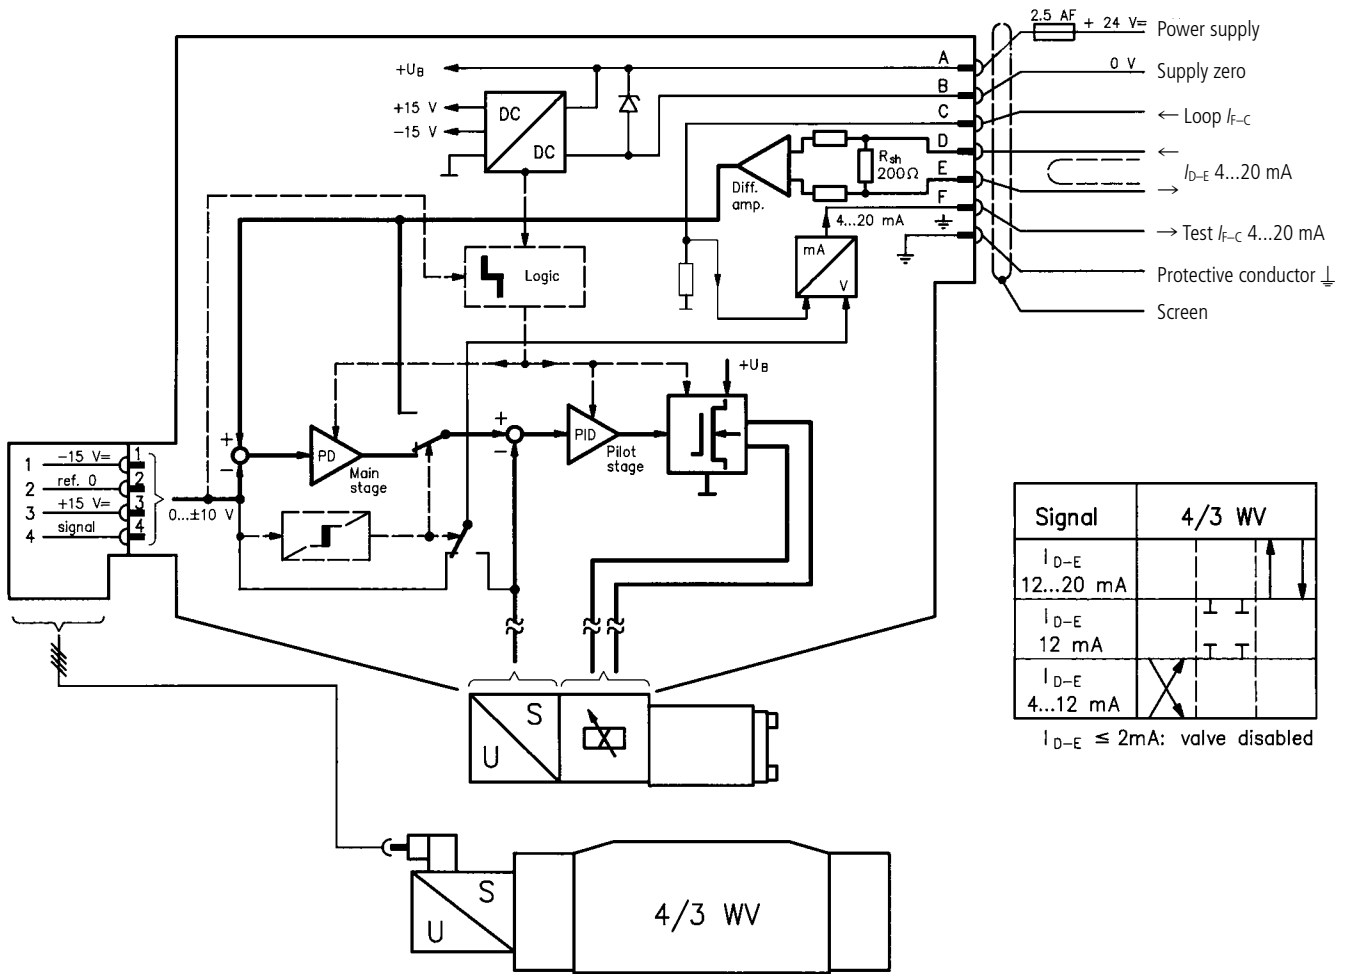 2.5 AF
+ 24 V=
Power supply
A
+UB
0 V
Supply zero
B
+15 V
DC
C
← Loop IF–C
−15 V
DC
D
←
Rsh
200Ω
ID–E 4...20 mA
E
→
Diff.
amp.
F
4...20 mA
→ Test IF–C 4...20 mA
mA
V
Logic
Protective conductor
Screen
+UB
+
−
PD
Main
stage
+
−
PID
Pilot
stage
1 −15 V= 1
2 ref. 0 2
3 +15 V= 3
4 signal 4
0...±10 V
Signal 4/3 WV
ID–E
12...20 mA
ID–E
12 mA
ID–E
4...12 mA
ID–E ≤ 2mA: valve disabled
S
U
S
U
4/3 WV